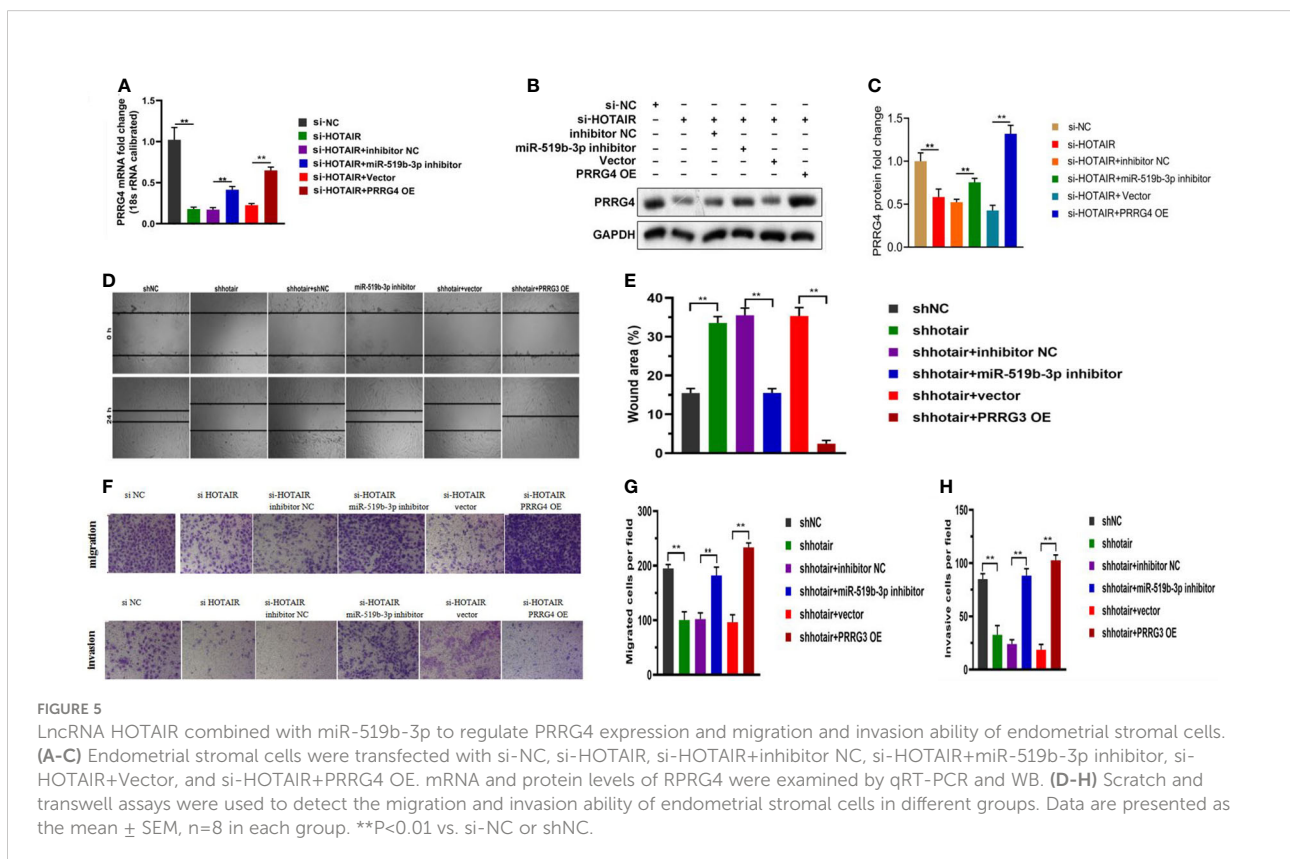 A
PRRG4 mRNA fold change
(18s rRNA calibrated)
1.5
1.0
0.5
0.0
**
**
**
si-NC
si-HOTAIR
si-HOTAIR+inhibitor NC
si-HOTAIR+miR-519b-3p inhibitor
si-HOTAIR+Vector
si-HOTAIR+PRRG4 OE
B
si-NC + − − − − −
si-HOTAIR − + + + + +
inhibitor NC − − + − − −
miR-519b-3p inhibitor − − − + − −
Vector − − − − + −
PRRG4 OE − − − − − +
PRRG4
GAPDH
C
PRRG4 protein fold change
1.5
1.0
0.5
0.0
**
**
**
si-NC
si-HOTAIR
si-HOTAIR+inhibitor NC
si-HOTAIR+miR-519b-3p inhibitor
si-HOTAIR+Vector
si-HOTAIR+PRRG4 OE
D
shNC shhotair shhotair+shNC miR-519b-3p inhibitor shhotair+vector shhotair+PRRG3 OE
0 h
24 h
E
Wound area (%)
40
30
20
10
0
**
**
**
shNC
shhotair
shhotair+inhibitor NC
shhotair+miR-519b-3p inhibitor
shhotair+vector
shhotair+PRRG3 OE
F
si NC si HOTAIR si-HOTAIR si-HOTAIR si-HOTAIR si-HOTAIR
inhibitor NC miR-519b-3p inhibitor vector PRRG4 OE
migration
si NC si HOTAIR si-HOTAIR si-HOTAIR si-HOTAIR si-HOTAIR
inhibitor NC miR-519b-3p inhibitor vector PRRG4 OE
Invasion
G
Migrated cells per field
300
200
100
0
**
**
**
shNC
shhotair
shhotair+inhibitor NC
shhotair+miR-519b-3p inhibitor
shhotair+vector
shhotair+PRRG3 OE
H
Invasive cells per field
150
100
50
0
**
**
**
shNC
shhotair
shhotair+inhibitor NC
shhotair+miR-519b-3p inhibitor
shhotair+vector
shhotair+PRRG3 OE
FIGURE 5
LncRNA HOTAIR combined with miR-519b-3p to regulate PRRG4 expression and migration and invasion ability of endometrial stromal cells.
(A-C) Endometrial stromal cells were transfected with si-NC, si-HOTAIR, si-HOTAIR+inhibitor NC, si-HOTAIR+miR-519b-3p inhibitor, si-
HOTAIR+Vector, and si-HOTAIR+PRRG4 OE. mRNA and protein levels of RPRG4 were examined by qRT-PCR and WB. (D-H) Scratch and
transwell assays were used to detect the migration and invasion ability of endometrial stromal cells in different groups. Data are presented as
the mean ± SEM, n=8 in each group. **P<0.01 vs. si-NC or shNC.